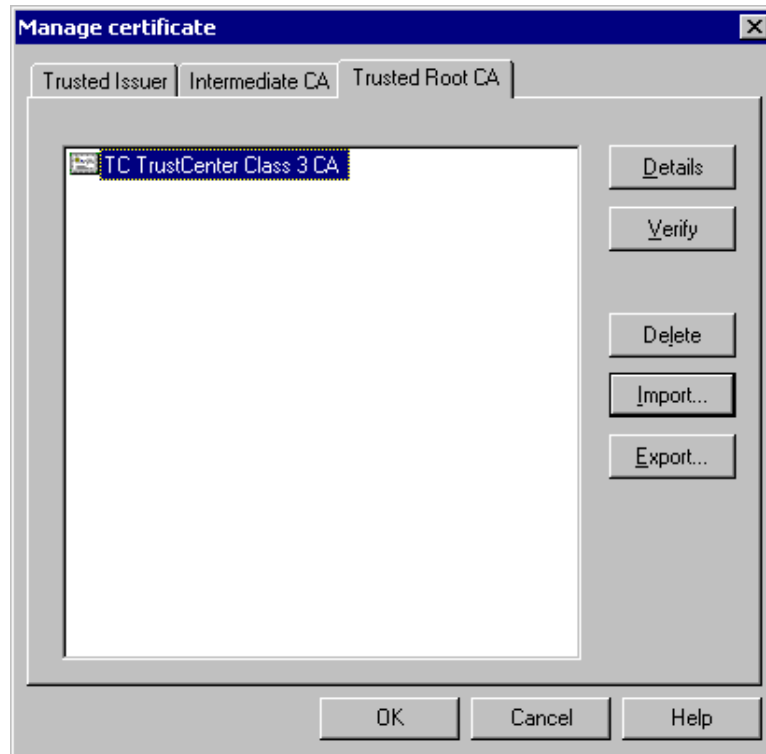 Manage certificate
Trusted Issuer
Intermediate CA
Trusted Root CA
TC TrustCenter Class 3 CA
Details
Verify
Delete
Import...
Export...
OK
Cancel
Help